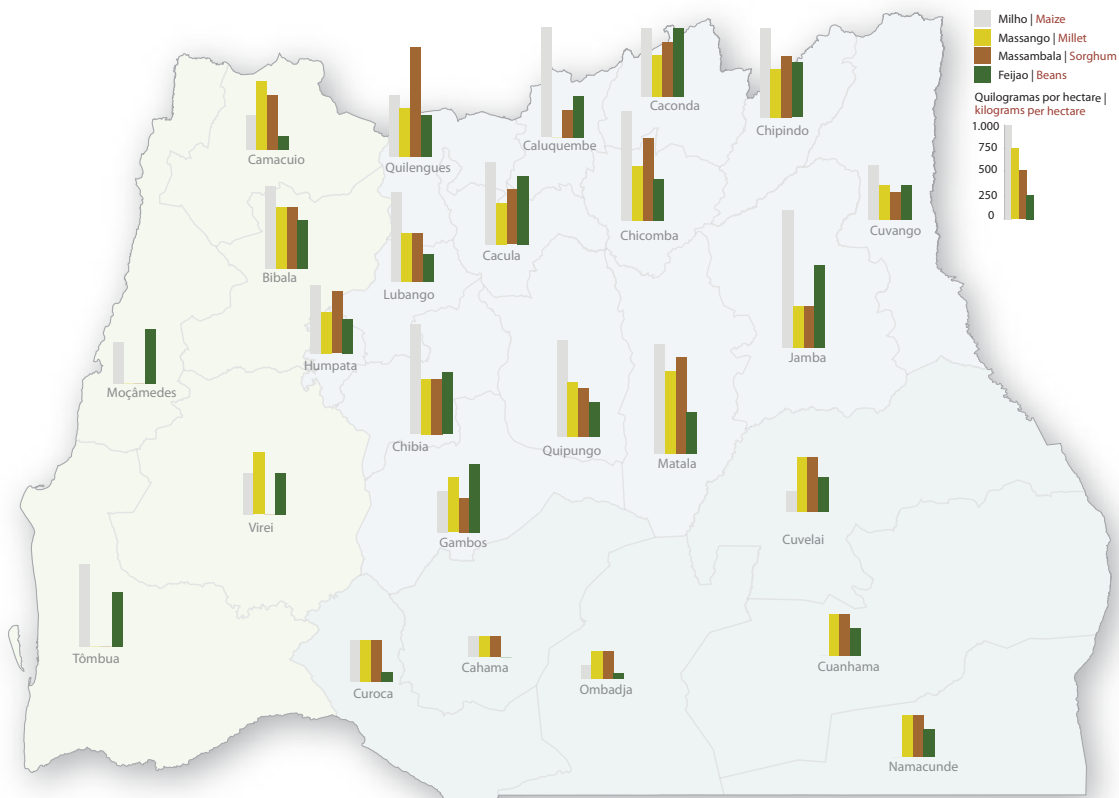 Milho | Maize
Massango | Millet
Massambala | Sorghum
Feijao | Beans
Quilogramas por hectare |
kilograms per hectare
1.000
750
500
250
0
Camacuio
Quilengues
Caluquembe
Caconda
Chipindo
Bibala
Lubango
Cacula
Chicomba
Cuvango
Moçâmedes
Humpata
Chibia
Quipungo
Matala
Jamba
Virei
Gambos
Cuvelai
Tômbua
Curoca
Cahama
Ombadja
Cuanhama
Namacunde